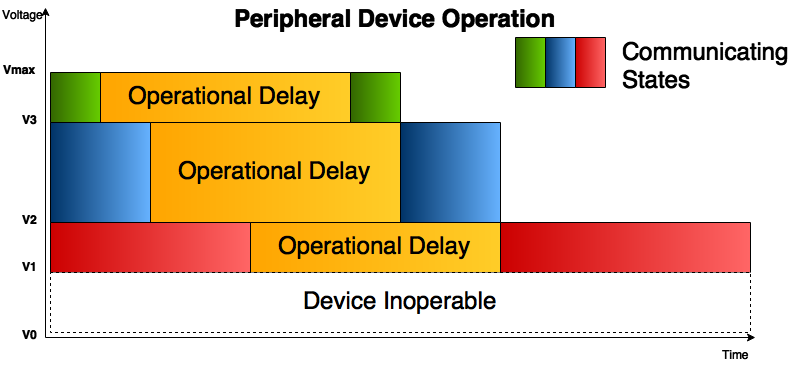 Peripheral Device Operation
Voltage
Communicating
States
Vmax
Operational Delay
V3
Operational Delay
V2
Operational Delay
V1
Device Inoperable
V0
Time